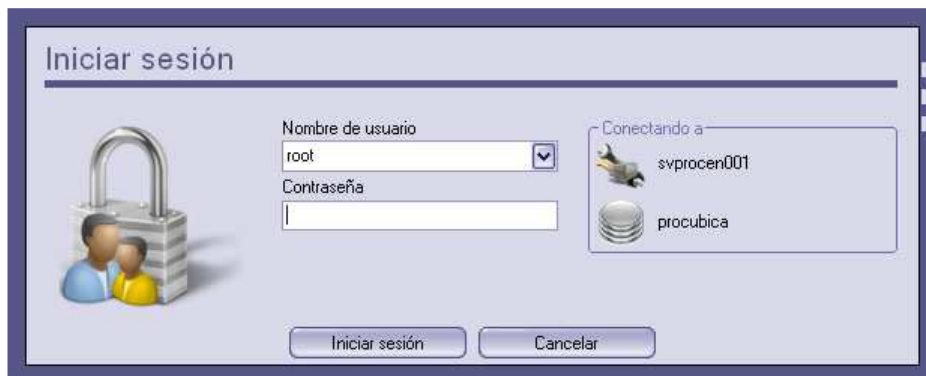 Iniciar sesión
Nombre de usuario
root
Contraseña
Conectando a
svprocen001
procubica
Iniciar sesión
Cancelar